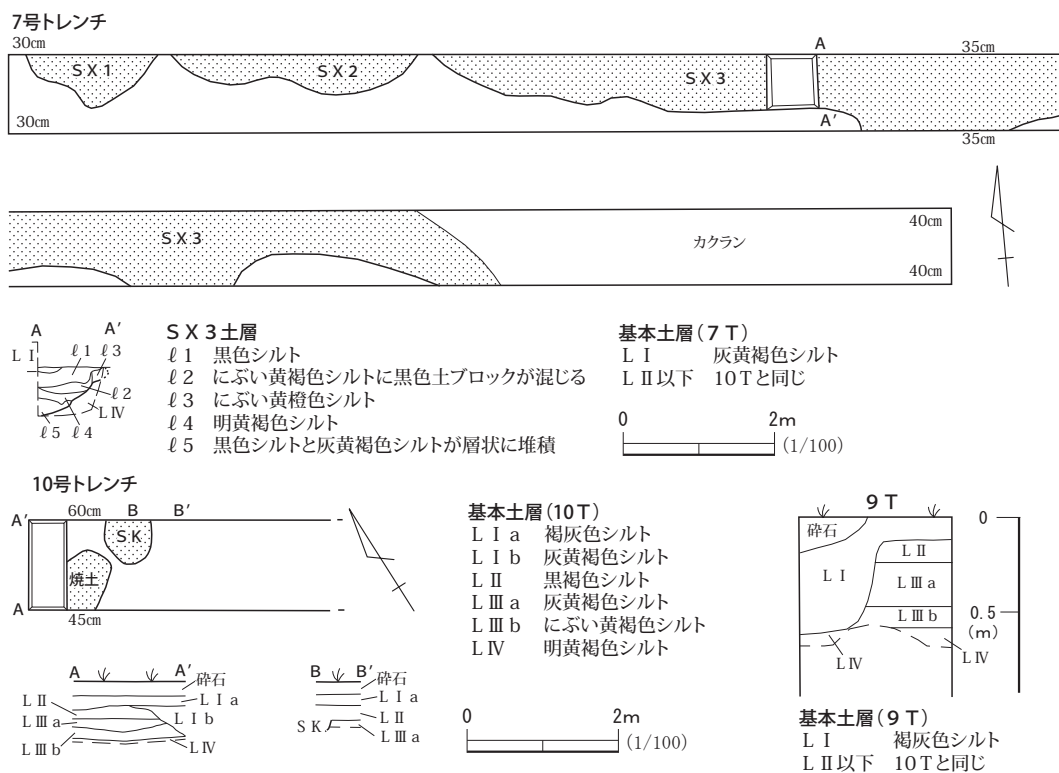 7号トレンチ
30㎝
SX1
SX2
SX3
A
35㎝
30㎝
A'
35㎝
SX3
カクラン
40㎝
40㎝
A A'
LⅠ
ℓ1 ℓ3
ℓ2
LⅣ
ℓ5 ℓ4
SX3土層
ℓ1 黒色シルト
ℓ2 にぶい黄褐色シルトに黒色土ブロックが混じる
ℓ3 にぶい黄橙色シルト
ℓ4 明黄褐色シルト
ℓ5 黒色シルトと灰黄褐色シルトが層状に堆積
基本土層(7T)
LⅠ 灰黄褐色シルト
LⅡ以下 10Tと同じ
0 2m
(1/100)
10号トレンチ
A' 60㎝ B B'
SK
焼土
A
45㎝
A A'
砕石
LⅠa
LⅡ
LⅢa
LⅠb
LⅢb
LⅣ
B B'
砕石
LⅠa
LⅡ
SK
LⅢa
基本土層(10T)
LⅠa 褐灰色シルト
LⅠb 灰黄褐色シルト
LⅡ 黒褐色シルト
LⅢa 灰黄褐色シルト
LⅢb にぶい黄褐色シルト
LⅣ 明黄褐色シルト
0 2m
(1/100)
9T
砕石
LⅠ
LⅡ
LⅢa
LⅢb
LⅣ
LⅣ
0
0.5
(m)
基本土層(9T)
LⅠ 褐灰色シルト
LⅡ以下 10Tと同じ